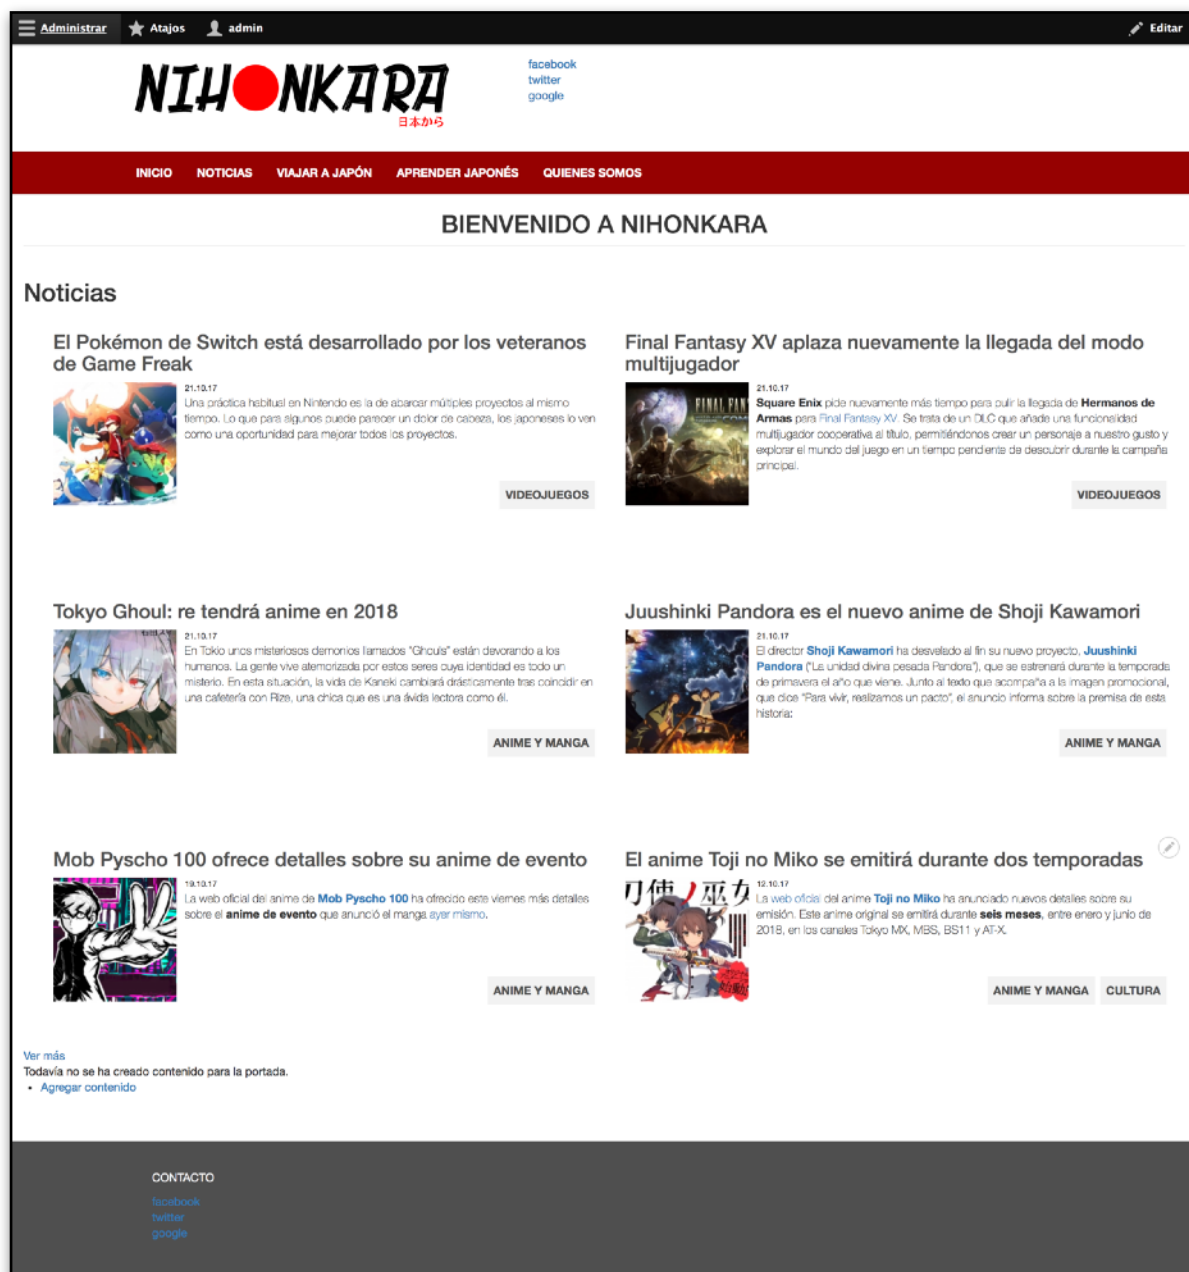 Administrar Atajos admin Editar
NIHONKARA
日本から
facebook
twitter
google
INICIO NOTICIAS VIAJAR A JAPÓN APRENDER JAPONÉS QUIENES SOMOS
BIENVENIDO A NIHONKARA
Noticias
El Pokémon de Switch está desarrollado por los veteranos
de Game Freak
21.10.17
Una práctica habitual en Nintendo es la de abarcar múltiples proyectos al mismo
tiempo. Lo que para algunos puede parecer un dolor de cabeza, los japoneses lo ven
como una oportunidad para mejorar todos los proyectos.
VIDEOJUEGOS
Final Fantasy XV aplaza nuevamente la llegada del modo
multijugador
FINAL FAN
21.10.17
Square Enix pide nuevamente más tiempo para pulir la llegada de Hermanos de
Armas para Final Fantasy XV. Se trata de un DLC que añade una funcionalidad
multijugador cooperativa al título, permitiéndonos crear un personaje a nuestro gusto y
explorar el mundo del juego en un tiempo pendiente de descubrir durante la campaña
principal.
VIDEOJUEGOS
Tokyo Ghoul: re tendrá anime en 2018
21.10.17
En Tokio unos misteriosos demonios llamados "Ghouls" están devorando a los
humanos. La gente vive atemorizada por estos seres cuya identidad es todo un
misterio. En esta situación, la vida de Kaneki cambiará drásticamente tras coincidir en
una cafetería con Rize, una chica que es una ávida lectora como él.
ANIME Y MANGA
Juushinki Pandora es el nuevo anime de Shoji Kawamori
21.10.17
El director Shoji Kawamori ha desvelado al fin su nuevo proyecto, Juushinki
Pandora ("La unidad divina pesada Pandora"), que se estrenará durante la temporada
de primavera el año que viene. Junto al texto que acompaña a la imagen promocional,
que dice "Para vivir, realizamos un pacto", el anuncio informa sobre la premisa de esta
historia:
ANIME Y MANGA
Mob Pyscho 100 ofrece detalles sobre su anime de evento
19.10.17
La web oficial del anime de Mob Pyscho 100 ha ofrecido este viernes más detalles
sobre el anime de evento que anunció el manga ayer mismo.
ANIME Y MANGA
El anime Toji no Miko se emitirá durante dos temporadas
刀使ノ巫女
12.10.17
La web oficial del anime Toji no Miko ha anunciado nuevos detalles sobre su
emisión. Este anime original se emitirá durante seis meses, entre enero y junio de
2018, en los canales Tokyo MX, MBS, BS11 y AT-X.
ANIME Y MANGA CULTURA
Ver más
Todavía no se ha creado contenido para la portada.
• Agregar contenido
CONTACTO
facebook
twitter
google